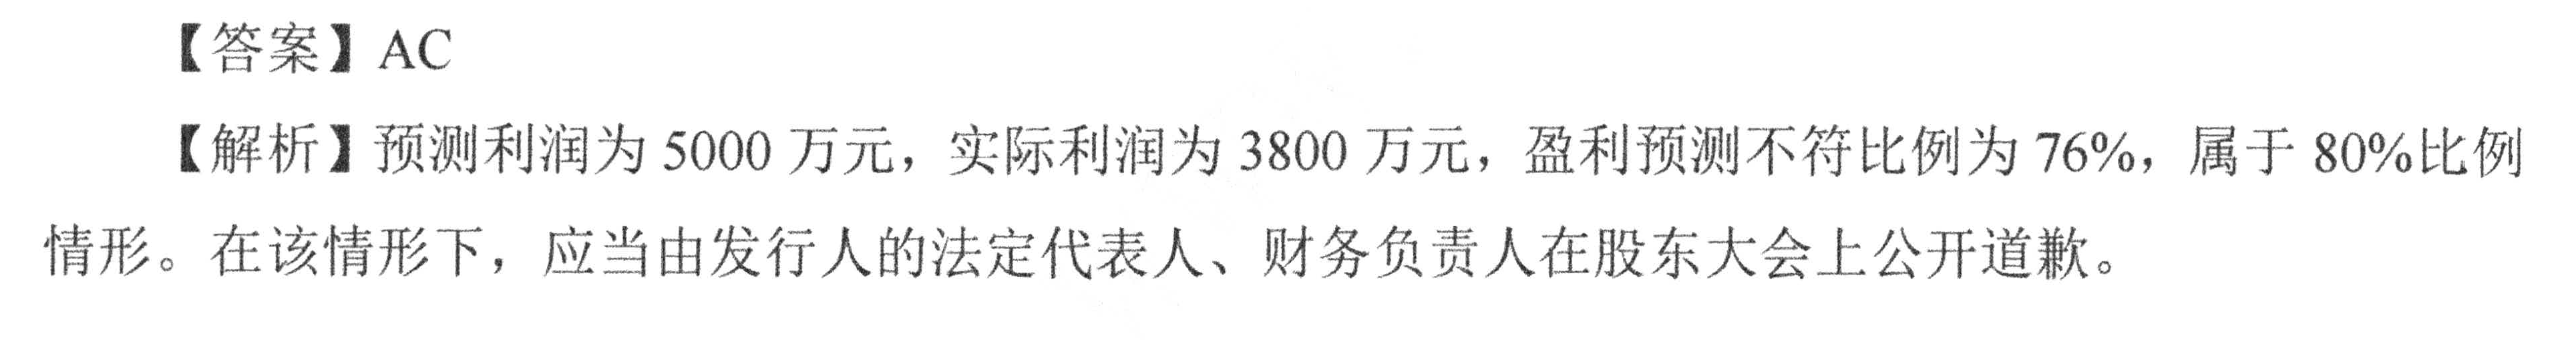 【答案】AC
【解析】预测利润为 5000 万元，实际利润为 3800 万元，盈利预测不符比例为 76%，属于 80%比例
情形。在该情形下，应当由发行人的法定代表人、财务负责人在股东大会上公开道歉。